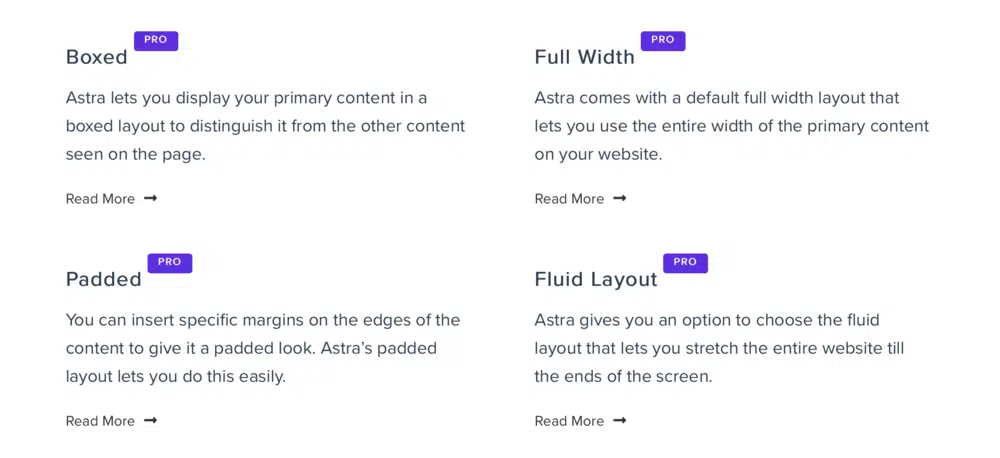 Boxed PRO
Astra lets you display your primary content in a
boxed layout to distinguish it from the other content
seen on the page.
Read More
Full Width PRO
Astra comes with a default full width layout that
lets you use the entire width of the primary content
on your website.
Read More
Padded PRO
You can insert specific margins on the edges of the
content to give it a padded look. Astra’s padded
layout lets you do this easily.
Read More
Fluid Layout PRO
Astra gives you an option to choose the fluid
layout that lets you stretch the entire website till
the ends of the screen.
Read More